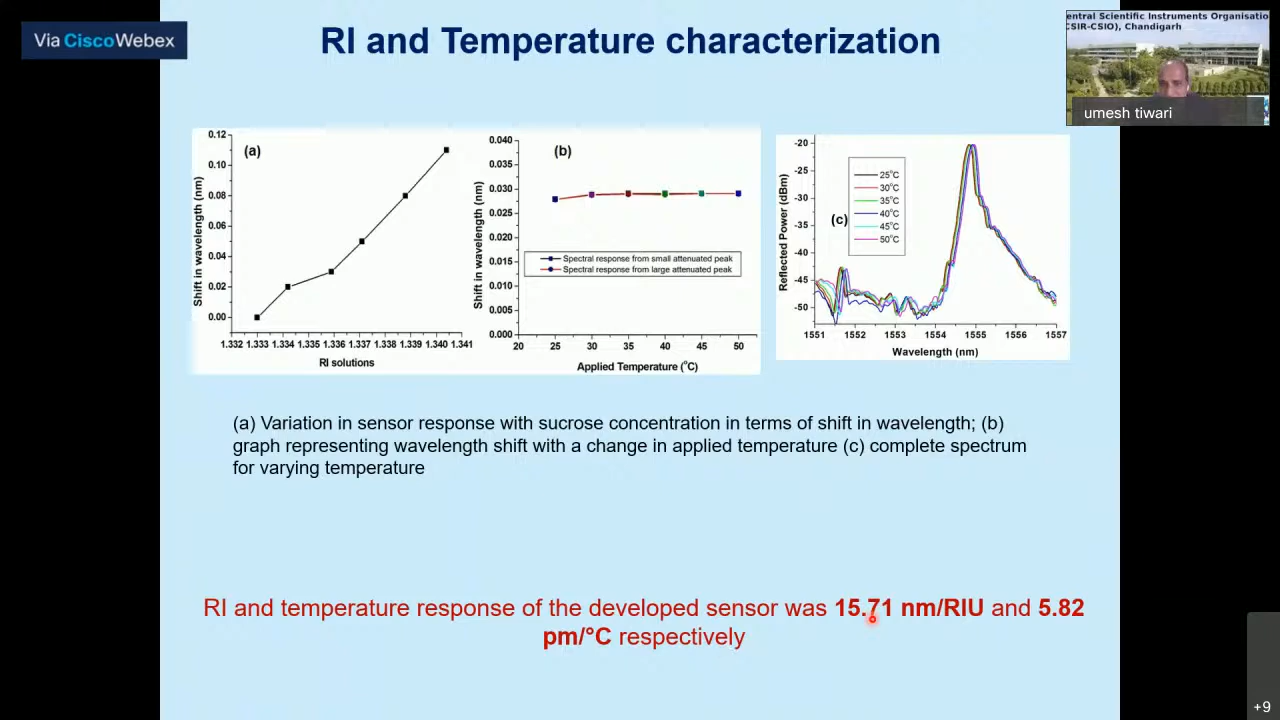 Via Cisco Webex
RI and Temperature characterization
entral Scientific Instruments Organisatio
CSIR-CSIO), Chandigarh
umesh tiwari
(a)
0.12
0.10
0.08
0.06
0.04
0.02
0.00
Shift in wavelength (nm)
1.332 1.333 1.334 1.335 1.336 1.337 1.338 1.339 1.340 1.341
RI solutions
(b)
0.040
0.035
0.030
0.025
0.020
0.015
0.010
0.005
0.000
Shift in wavelength (nm)
Spectral response from small attenuated peak
Spectral response from large attenuated peak
20 25 30 35 40 45 50
Applied Temperature (°C)
(c)
-20
-25
-30
-35
-40
-45
-50
Reflected Power (dBm)
25°C
30°C
35°C
40°C
45°C
50°C
1551 1552 1553 1554 1555 1556 1557
Wavelength (nm)
(a) Variation in sensor response with sucrose concentration in terms of shift in wavelength; (b)
graph representing wavelength shift with a change in applied temperature (c) complete spectrum
for varying temperature
RI and temperature response of the developed sensor was 15.71 nm/RIU and 5.82
pm/°C respectively
+9